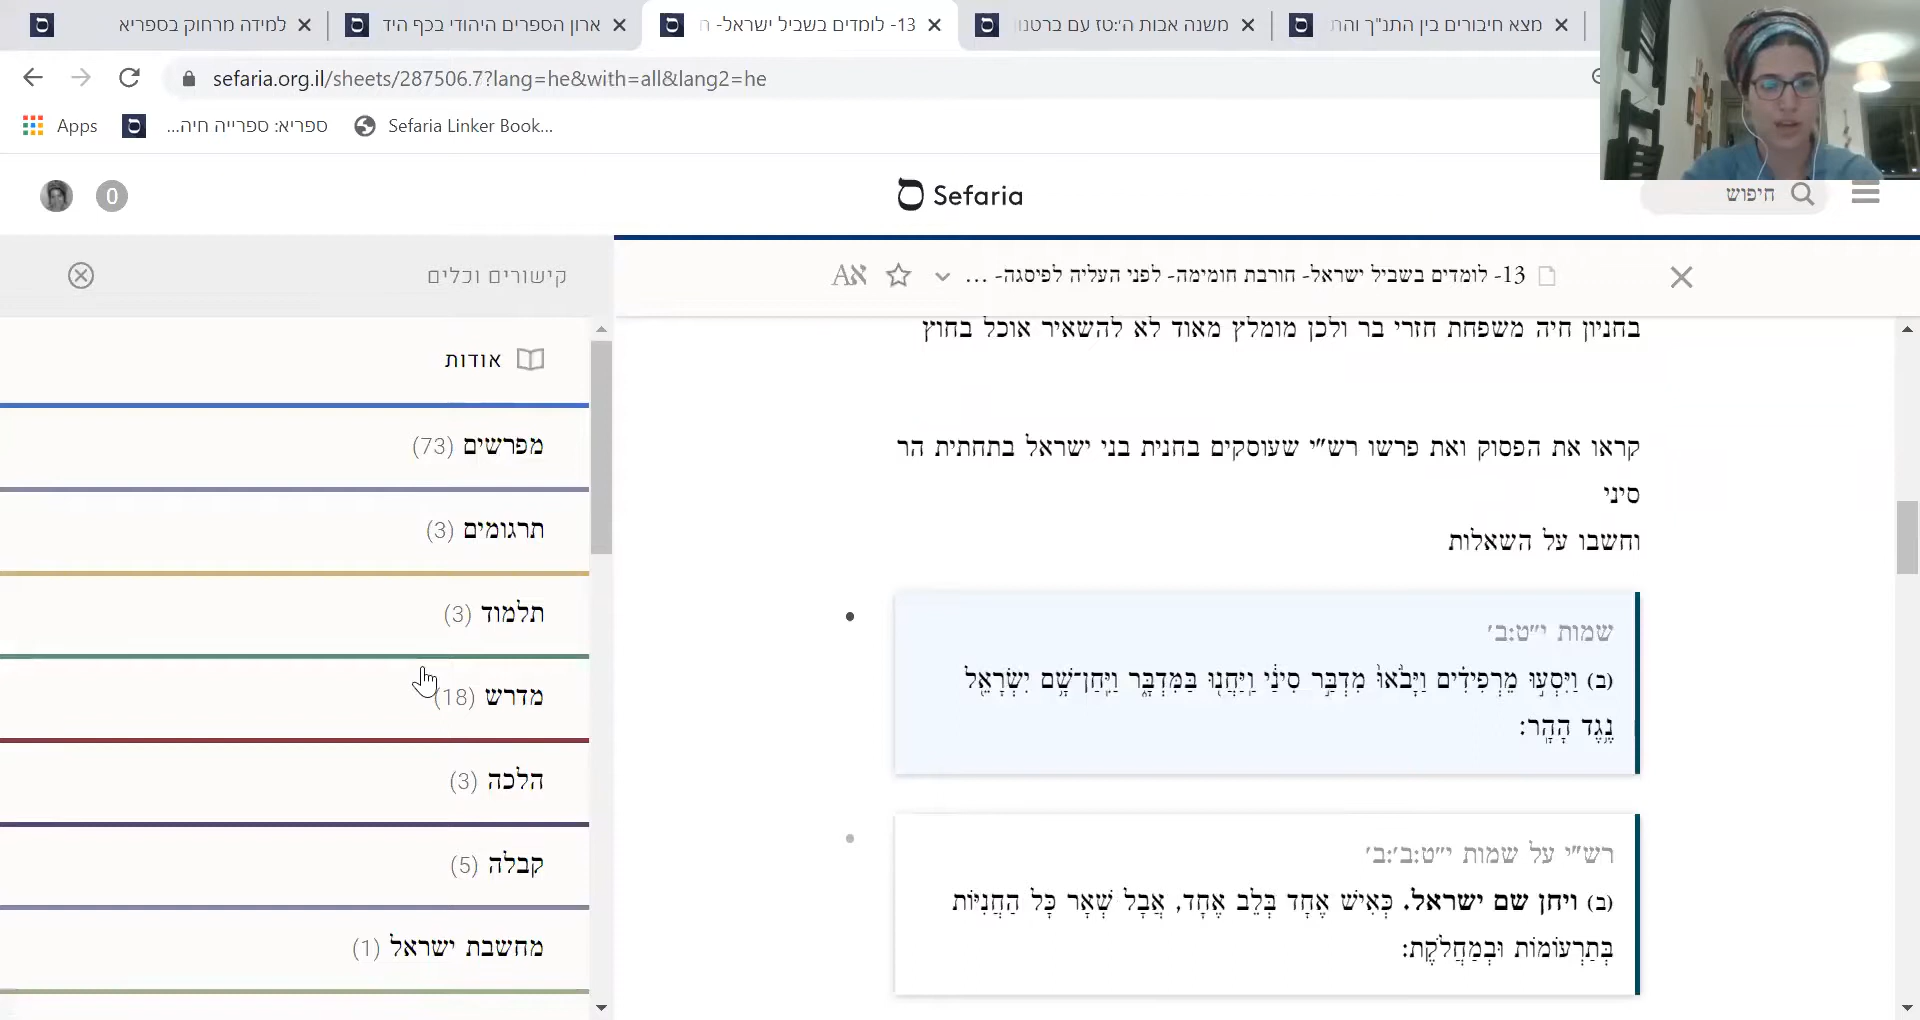 למידה מרחוק בספריא
ארון הספרים היהודי בכף היד
13- לומדים בשביל ישראל- ח
משנה אבות ה׳:טז עם ברטנו
מצא חיבורים בין התנ"ך והת
sefaria.org.il/sheets/287506.7?lang=he&with=all&lang2=he
Apps
ספריא: ספרייה חיה...
Sefaria Linker Book...
0
Sefaria
חיפוש
קישורים וכלים
13- לומדים בשביל ישראל- חורבת חומימה- לפני העליה לפיסגה- ...
אודות
מפרשים (73)
תרגומים (3)
תלמוד (3)
מדרש (18)
הלכה (3)
קבלה (5)
מחשבת ישראל (1)
בחניון חיה משפחת חזרי בר ולכן מומלץ מאוד לא להשאיר אוכל בחוץ
קראו את הפסוק ואת פרשו רש"י שעוסקים בחנית בני ישראל בתחתית הר
סיני
וחשבו על השאלות
שמות י״ט:ב׳
(ב) וַיִּסְע֣וּ מֵרְפִידִ֗ים וַיָּבֹ֙אוּ֙ מִדְבַּ֣ר סִינַ֔י וַֽיַּחֲנ֖וּ בַּמִּדְבָּ֑ר וַיִּֽחַן־שָׁ֥ם יִשְׂרָאֵ֖ל
נֶ֥גֶד הָהָֽר׃
רש"י על שמות י״ט:ב׳:ב׳
(ב) ויחן שם ישראל. כְּאִישׁ אֶחָד בְּלֵב אֶחָד, אֲבָל שְׁאָר כָּל הַחֲנִיּוֹת
בְּתַרְעוֹמוֹת וּבְמַחֲלֹקֶת: